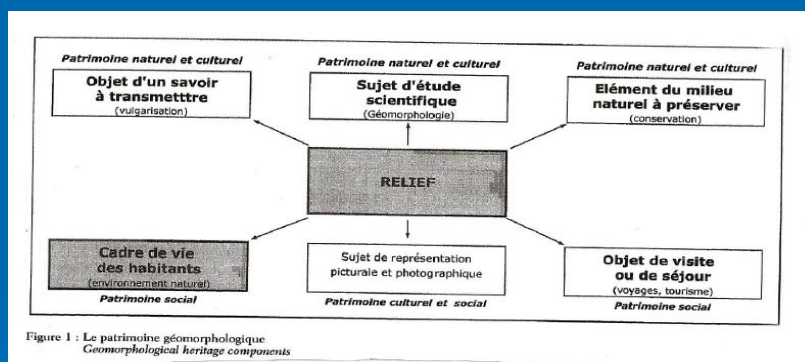 Patrimoine naturel et culturel
Objet d'un savoir
à transmetttre
(vulgarisation)
Patrimoine naturel et culturel
Sujet d'étude
scientifique
(Géomorphologie)
Patrimoine naturel et culturel
Elément du milieu
naturel à préserver
(conservation)
RELIEF
Cadre de vie
des habitants
(environnement naturel)
Patrimoine social
Sujet de représentation
picturale et photographique
Patrimoine culturel et social
Objet de visite
ou de séjour
(voyages, tourisme)
Patrimoine social
Figure 1 : Le patrimoine géomorphologique
Geomorphological heritage components